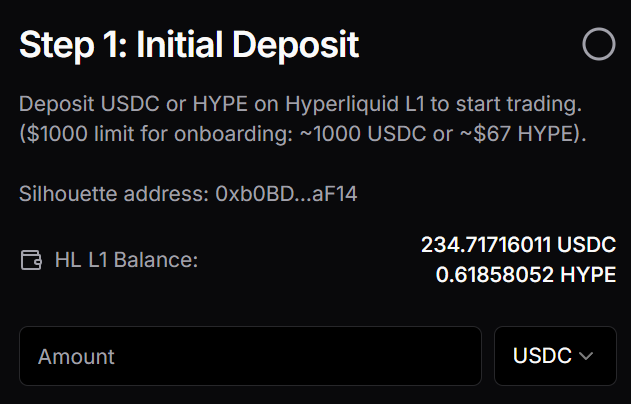 Step 1: Initial Deposit
Deposit USDC or HYPE on Hyperliquid L1 to start trading.
($1000 limit for onboarding: ~1000 USDC or ~$67 HYPE).
Silhouette address: 0xb0BD...aF14
HL L1 Balance:
234.71716011 USDC
0.61858052 HYPE
Amount
USDC